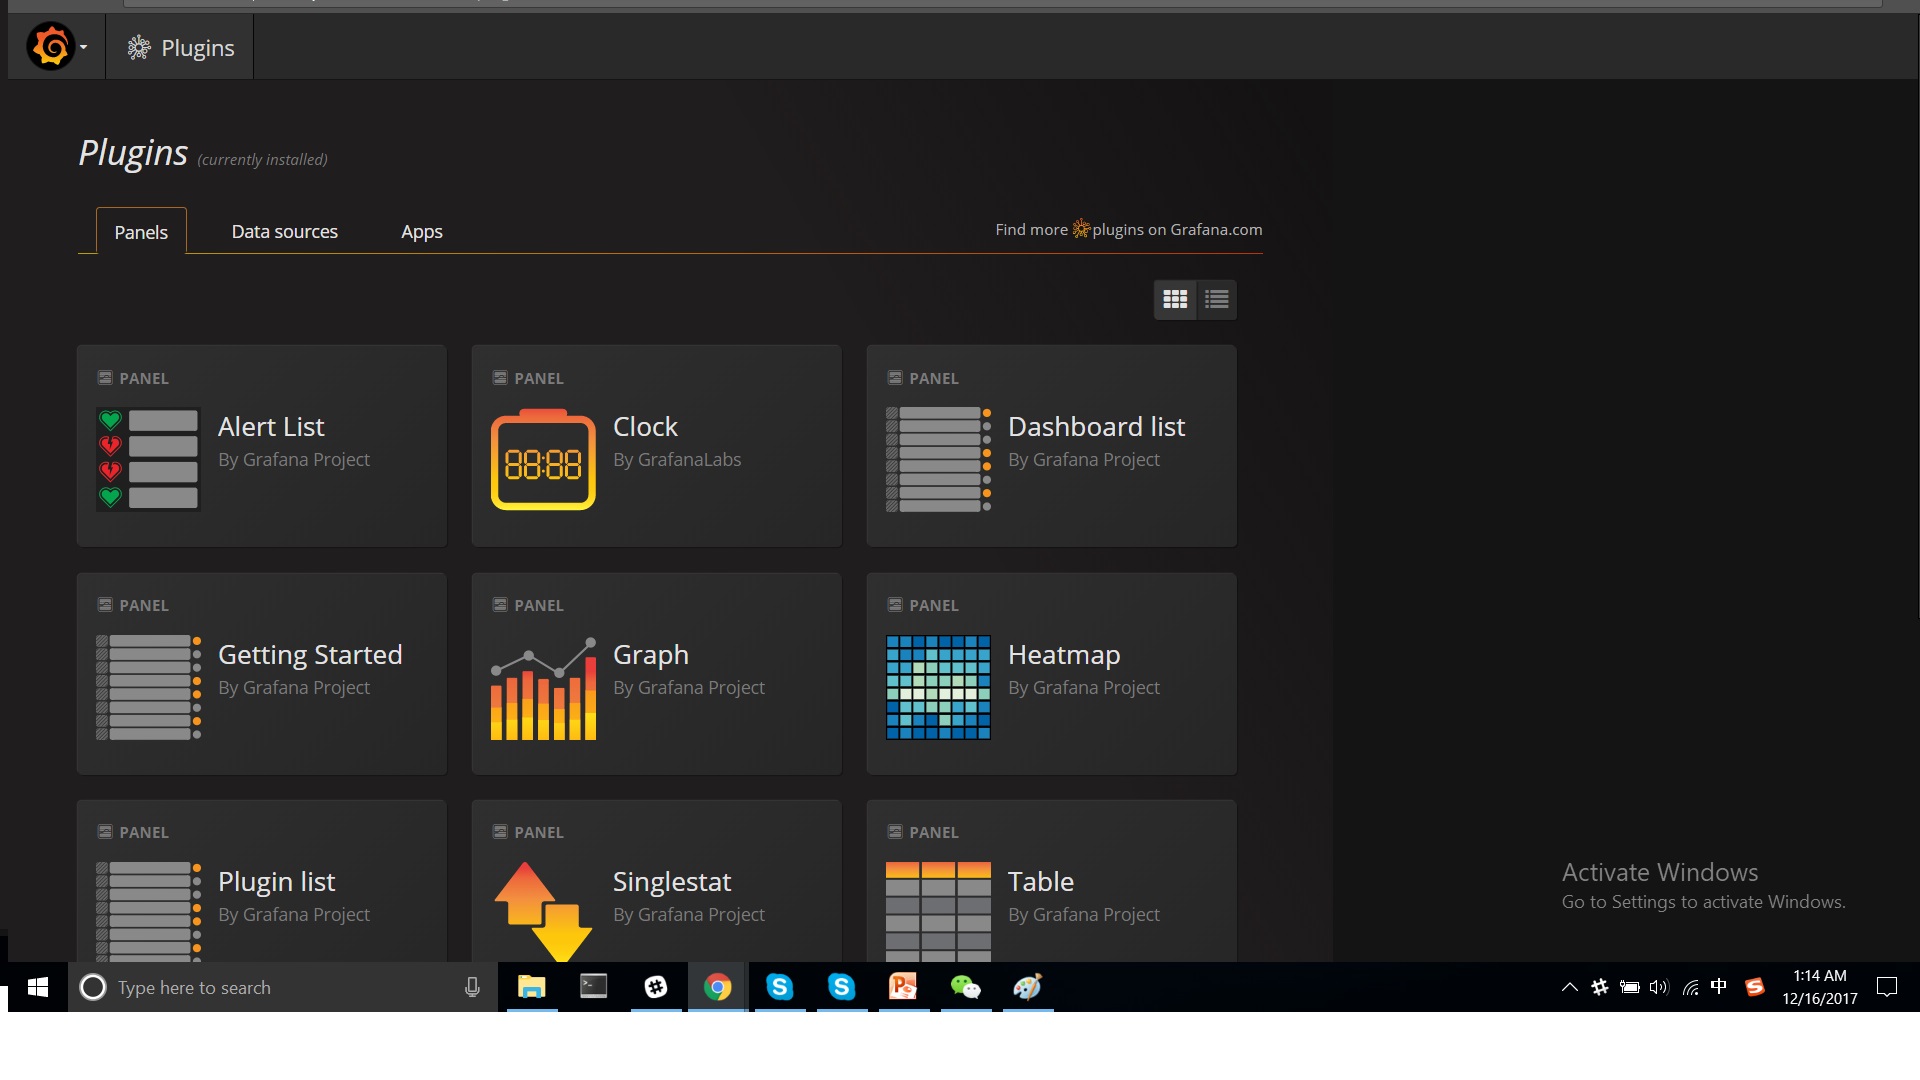 Plugins
Plugins (currently installed)
Panels Data sources Apps Find more plugins on Grafana.com
PANEL PANEL PANEL
Alert List Clock Dashboard list
By Grafana Project By GrafanaLabs By Grafana Project
88:88
PANEL PANEL PANEL
Getting Started Graph Heatmap
By Grafana Project By Grafana Project By Grafana Project
PANEL PANEL PANEL
Plugin list Singlestat Table
By Grafana Project By Grafana Project By Grafana Project
Activate Windows
Go to Settings to activate Windows.
Type here to search
中
1:14 AM
12/16/2017